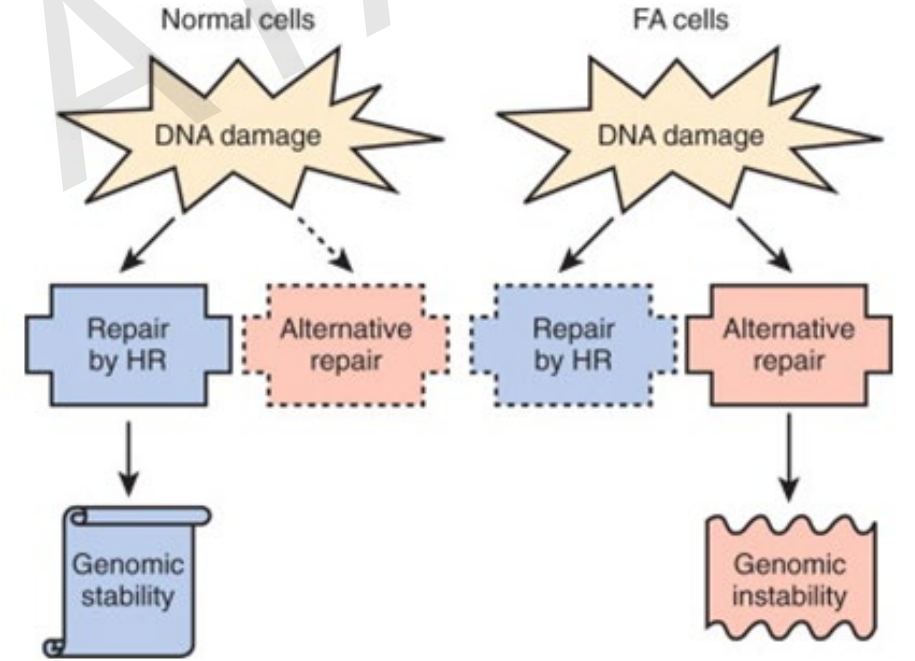 Normal cells
FA cells
DNA damage
DNA damage
Repair
by HR
Alternative
repair
Repair
by HR
Alternative
repair
Genomic
stability
Genomic
instability